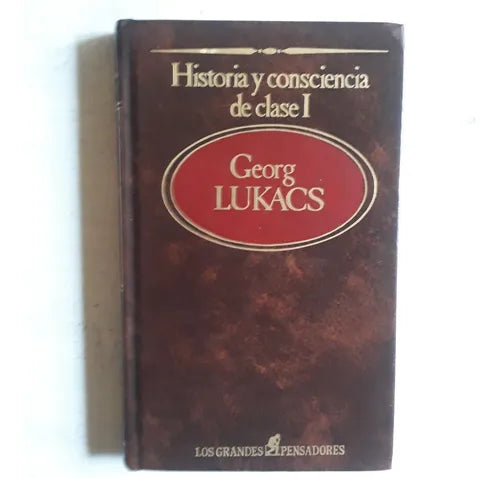 Historia y consciencia
de clase I
Georg
LUKACS
LOS GRANDES PENSADORES